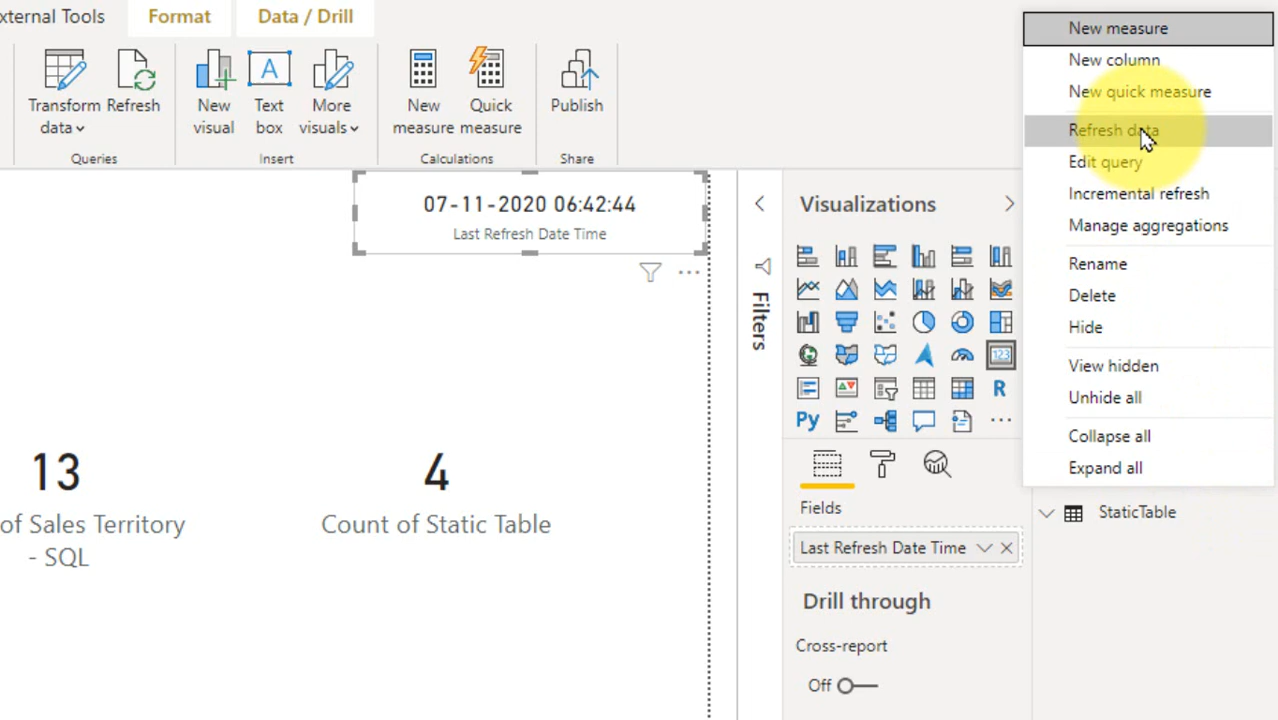 xternal Tools
Format
Data / Drill
Transform
data
Refresh
New
visual
Text
box
More
visuals
New
measure
Quick
measure
Publish
Queries
Insert
Calculations
Share
07-11-2020 06:42:44
Last Refresh Date Time
13
of Sales Territory
- SQL
4
Count of Static Table
Filters
Visualizations
Py
R
123
Fields
Last Refresh Date Time
Drill through
Cross-report
Off
New measure
New column
New quick measure
Refresh data
Edit query
Incremental refresh
Manage aggregations
Rename
Delete
Hide
View hidden
Unhide all
Collapse all
Expand all
StaticTable